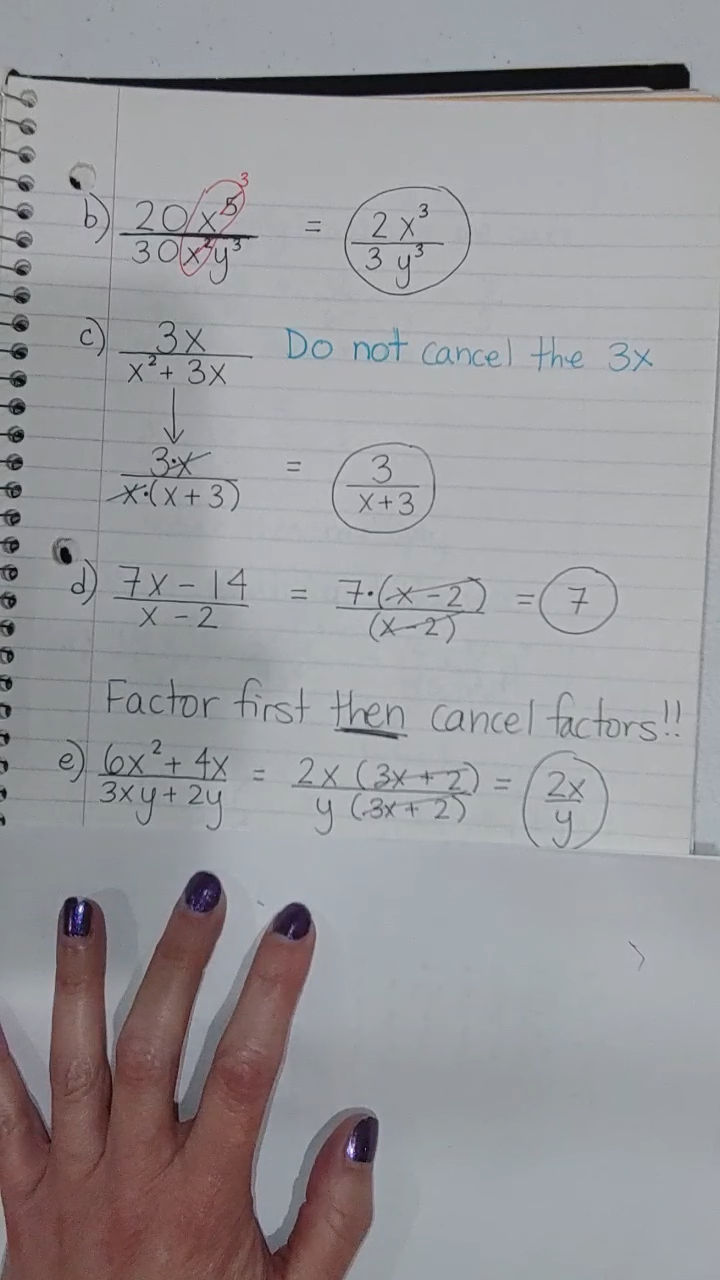 b) 20x⁵ ³ / 30x²y³ = 2x³ / 3y³
c) 3x / x² + 3x Do not cancel the 3x
↓
3·x / x·(x + 3) = 3 / x+3
d) 7x - 14 / x - 2 = 7·(x - 2) / (x - 2) = 7
Factor first then cancel factors!!
e) 6x² + 4x / 3xy + 2y = 2x (3x + 2) / y (3x + 2) = 2x / y